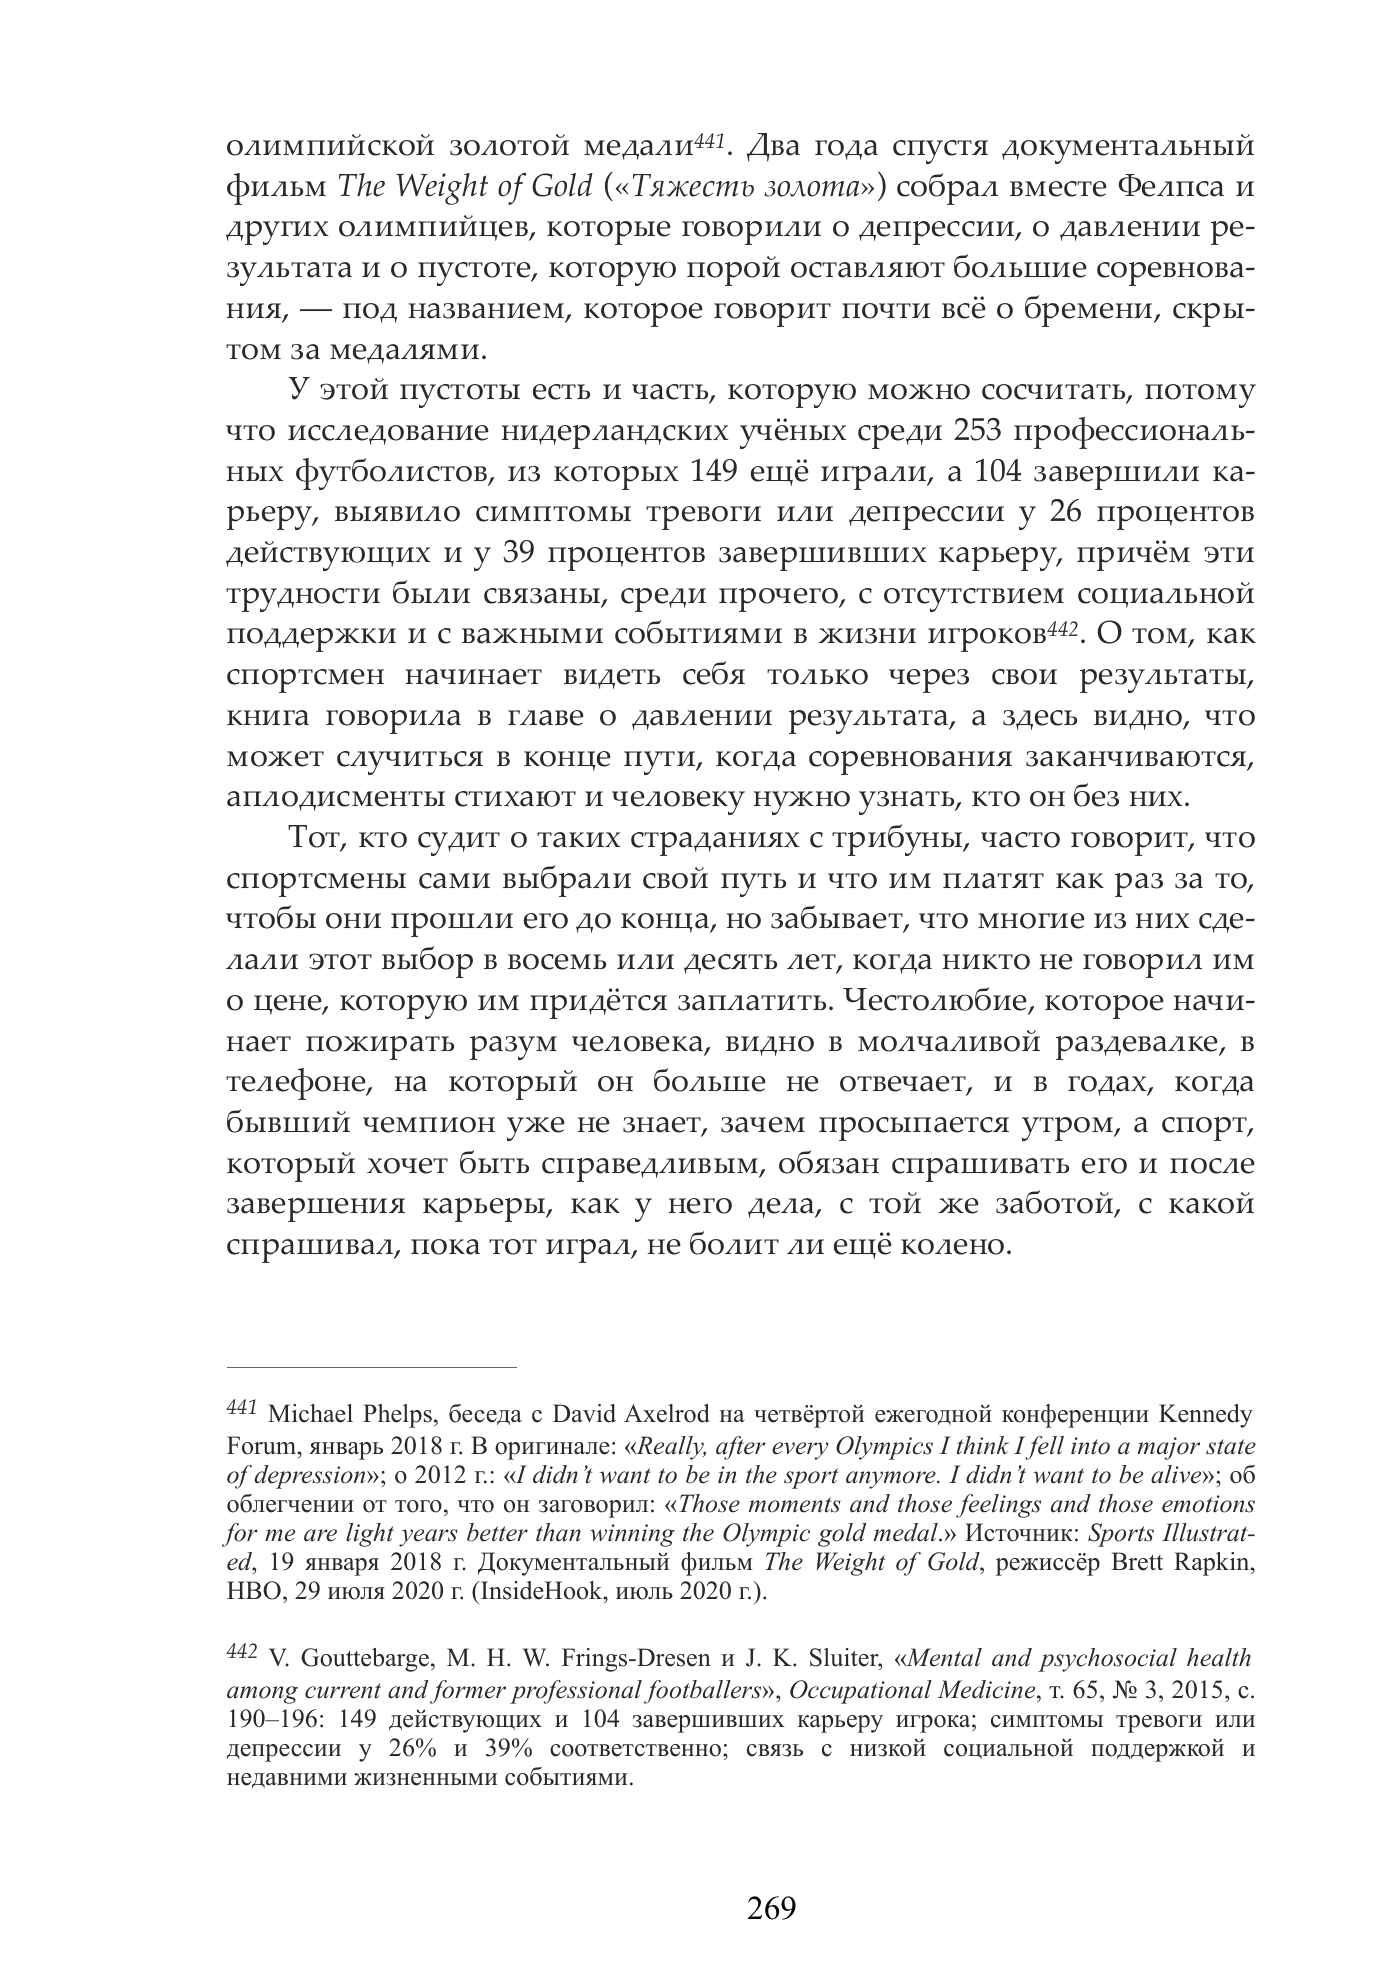 олимпийской золотой медали441. Два года спустя документальный
фильм The Weight of Gold («Тяжесть золота») собрал вместе Фелпса и
других олимпийцев, которые говорили о депрессии, о давлении ре-
зультата и о пустоте, которую порой оставляют большие соревнова-
ния, — под названием, которое говорит почти всё о бремени, скры-
том за медалями.
У этой пустоты есть и часть, которую можно сосчитать, потому
что исследование нидерландских учёных среди 253 профессиональ-
ных футболистов, из которых 149 ещё играли, а 104 завершили ка-
рьеру, выявило симптомы тревоги или депрессии у 26 процентов
действующих и у 39 процентов завершивших карьеру, причём эти
трудности были связаны, среди прочего, с отсутствием социальной
поддержки и с важными событиями в жизни игроков442. О том, как
спортсмен начинает видеть себя только через свои результаты,
книга говорила в главе о давлении результата, а здесь видно, что
может случиться в конце пути, когда соревнования заканчиваются,
аплодисменты стихают и человеку нужно узнать, кто он без них.
Тот, кто судит о таких страданиях с трибуны, часто говорит, что
спортсмены сами выбрали свой путь и что им платят как раз за то,
чтобы они прошли его до конца, но забывает, что многие из них сде-
лали этот выбор в восемь или десять лет, когда никто не говорил им
о цене, которую им придётся заплатить. Честолюбие, которое начи-
нает пожирать разум человека, видно в молчаливой раздевалке, в
телефоне, на который он больше не отвечает, и в годах, когда
бывший чемпион уже не знает, зачем просыпается утром, а спорт,
который хочет быть справедливым, обязан спрашивать его и после
завершения карьеры, как у него дела, с той же заботой, с какой
спрашивал, пока тот играл, не болит ли ещё колено.
441 Michael Phelps, беседа с David Axelrod на четвёртой ежегодной конференции Kennedy
Forum, январь 2018 г. В оригинале: «Really, after every Olympics I think I fell into a major state
of depression»; о 2012 г.: «I didn’t want to be in the sport anymore. I didn’t want to be alive»; об
облегчении от того, что он заговорил: «Those moments and those feelings and those emotions
for me are light years better than winning the Olympic gold medal.» Источник: Sports Illustrat-
ed, 19 января 2018 г. Документальный фильм The Weight of Gold, режиссёр Brett Rapkin,
HBO, 29 июля 2020 г. (InsideHook, июль 2020 г.).
442 V. Gouttebarge, M. H. W. Frings-Dresen и J. K. Sluiter, «Mental and psychosocial health
among current and former professional footballers», Occupational Medicine, т. 65, № 3, 2015, с.
190–196: 149 действующих и 104 завершивших карьеру игрока; симптомы тревоги или
депрессии у 26% и 39% соответственно; связь с низкой социальной поддержкой и
недавними жизненными событиями.
269